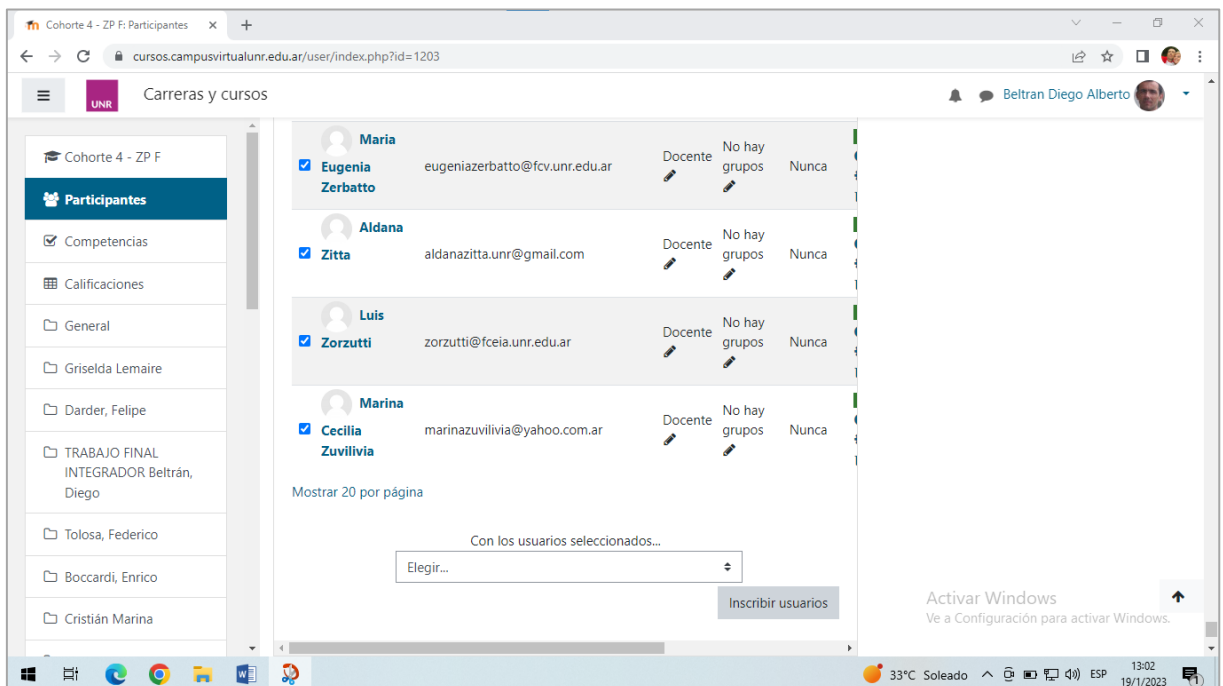 Cohorte 4 - ZP F: Participantes
cursos.campusvirtualunr.edu.ar/user/index.php?id=1203
UNR
Carreras y cursos
Beltran Diego Alberto
Cohorte 4 - ZP F
Participantes
Competencias
Calificaciones
General
Griselda Lemaire
Darder, Felipe
TRABAJO FINAL
INTEGRADOR Beltrán,
Diego
Tolosa, Federico
Boccardi, Enrico
Cristián Marina
Maria
Eugenia
Zerbatto
eugeniazerbatto@fcv.unr.edu.ar
Docente
No hay
grupos
Nunca
Aldana
Zitta
aldanazitta.unr@gmail.com
Docente
No hay
grupos
Nunca
Luis
Zorzutti
zorzutti@fceia.unr.edu.ar
Docente
No hay
grupos
Nunca
Marina
Cecilia
Zuvilivia
marinazuvilivia@yahoo.com.ar
Docente
No hay
grupos
Nunca
Mostrar 20 por página
Con los usuarios seleccionados...
Elegir...
Inscribir usuarios
Activar Windows
Ve a Configuración para activar Windows.
33°C Soleado
ESP
13:02
19/1/2023